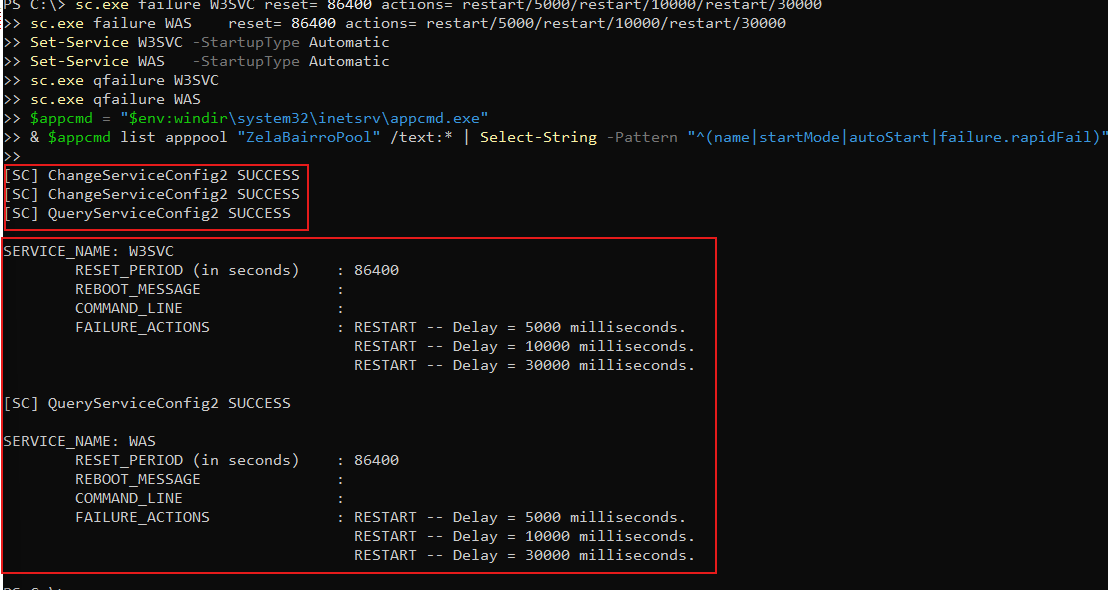 PS C:\> sc.exe failure W3SVC reset= 86400 actions= restart/5000/restart/10000/restart/30000
>> sc.exe failure WAS    reset= 86400 actions= restart/5000/restart/10000/restart/30000
>> Set-Service W3SVC -StartupType Automatic
>> Set-Service WAS   -StartupType Automatic
>> sc.exe qfailure W3SVC
>> sc.exe qfailure WAS
>> $appcmd = "$env:windir\system32\inetsrv\appcmd.exe"
>> & $appcmd list apppool "ZelaBairroPool" /text:* | Select-String -Pattern "^(name|startMode|autoStart|failure.rapidFail)"
>>
[SC] ChangeServiceConfig2 SUCCESS
[SC] ChangeServiceConfig2 SUCCESS
[SC] QueryServiceConfig2 SUCCESS
SERVICE_NAME: W3SVC
        RESET_PERIOD (in seconds)    : 86400
        REBOOT_MESSAGE               :
        COMMAND_LINE                 :
        FAILURE_ACTIONS              : RESTART -- Delay = 5000 milliseconds.
                                       RESTART -- Delay = 10000 milliseconds.
                                       RESTART -- Delay = 30000 milliseconds.
[SC] QueryServiceConfig2 SUCCESS
SERVICE_NAME: WAS
        RESET_PERIOD (in seconds)    : 86400
        REBOOT_MESSAGE               :
        COMMAND_LINE                 :
        FAILURE_ACTIONS              : RESTART -- Delay = 5000 milliseconds.
                                       RESTART -- Delay = 10000 milliseconds.
                                       RESTART -- Delay = 30000 milliseconds.